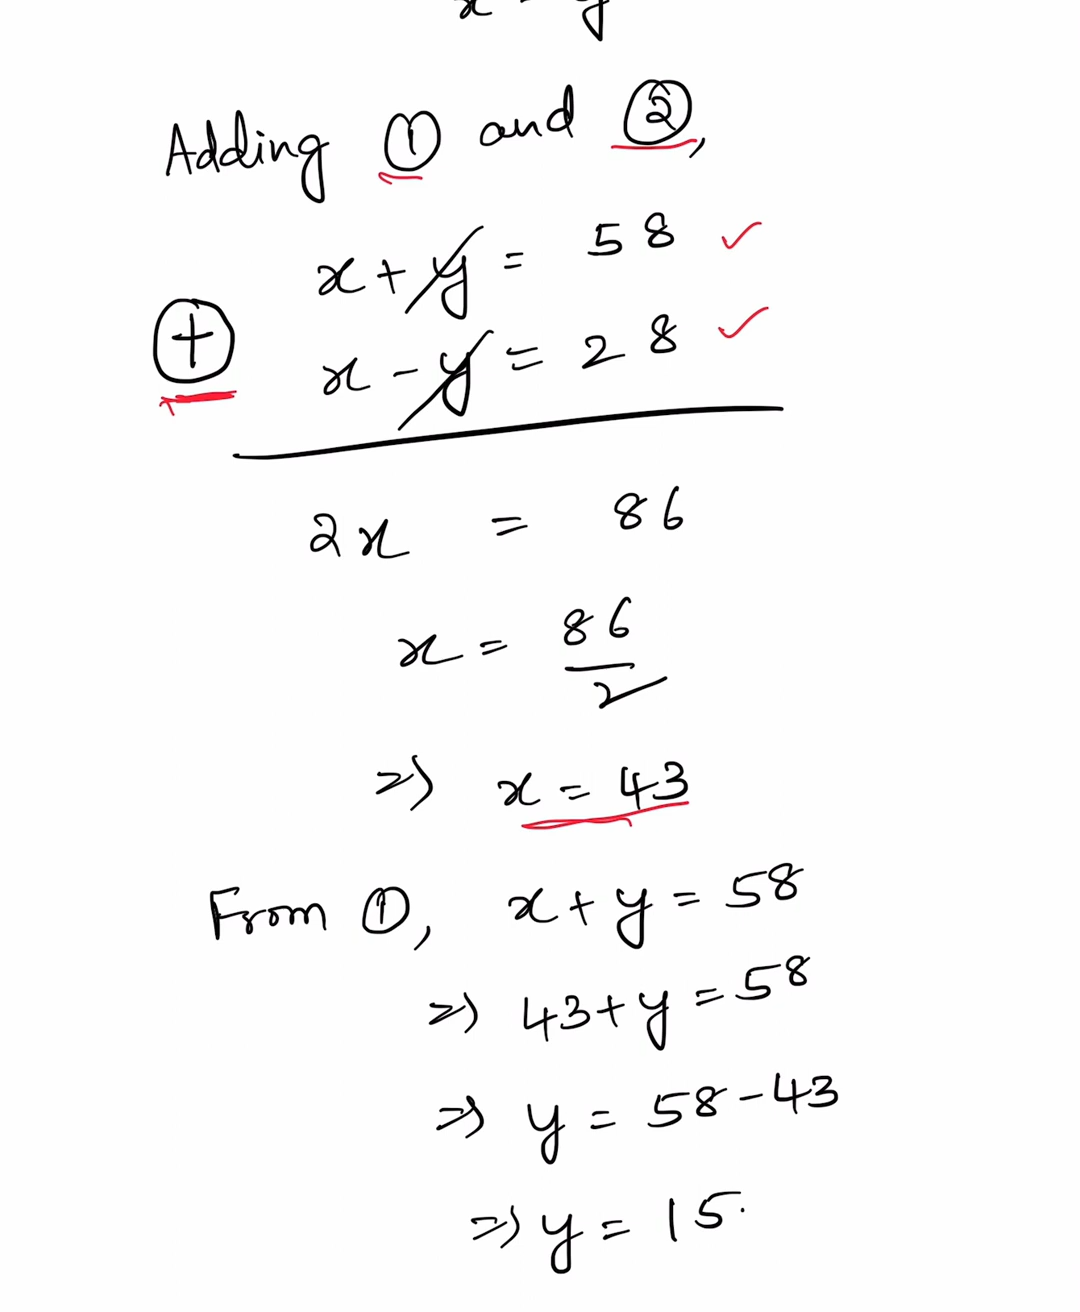 x - y
Adding ① and ②,
x + y = 58 ✓
⊕ x - y = 28 ✓
2x = 86
x = 86/2
=> x = 43
From ①, x + y = 58
=> 43 + y = 58
=> y = 58 - 43
=> y = 15.